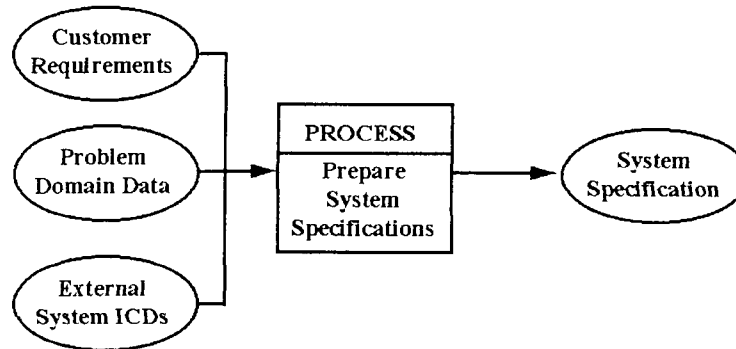 Customer
Requirements
Problem
Domain Data
External
System ICDs
PROCESS
Prepare
System
Specifications
System
Specification